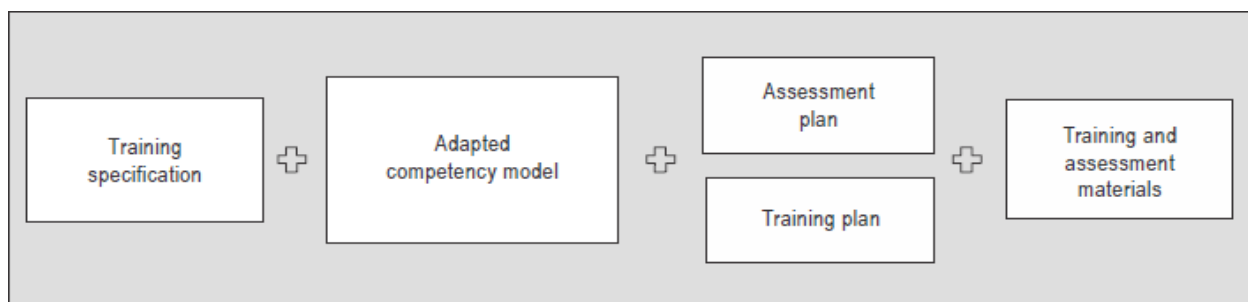 Training
specification
Adapted
competency model
Assessment
plan
Training plan
Training and
assessment
materials